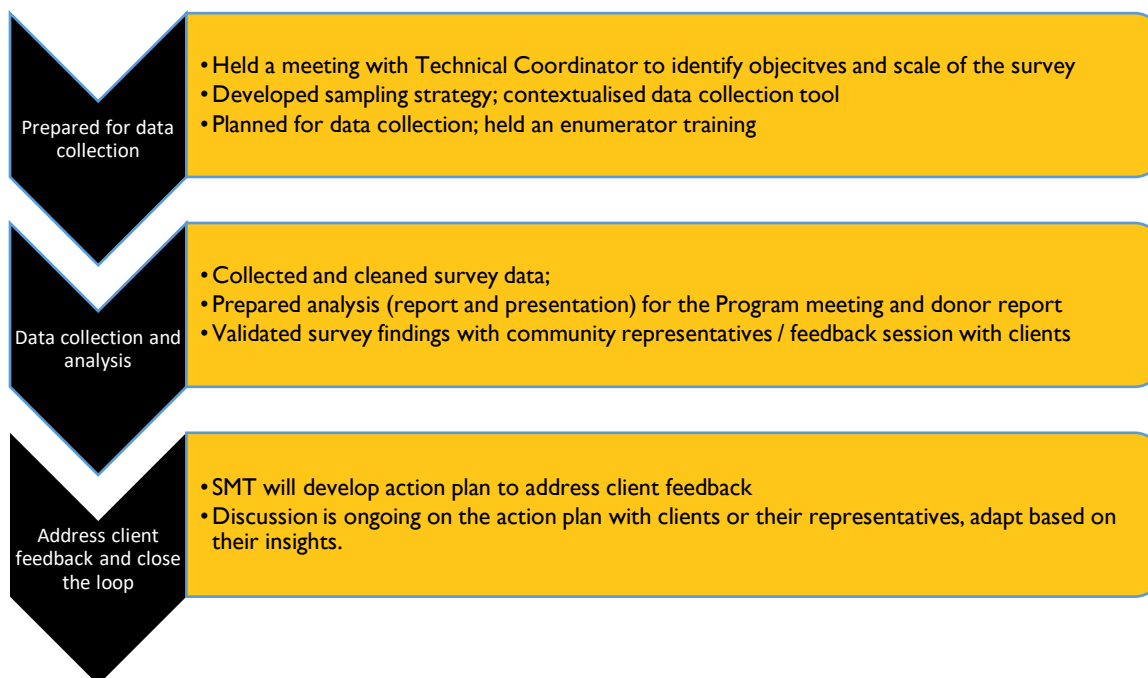 Prepared for data
collection
• Held a meeting with Technical Coordinator to identify objecitves and scale of the survey
• Developed sampling strategy; contextualised data collection tool
• Planned for data collection; held an enumerator training
Data collection and
analysis
• Collected and cleaned survey data;
• Prepared analysis (report and presentation) for the Program meeting and donor report
• Validated survey findings with community representatives / feedback session with clients
Address client
feedback and close
the loop
• SMT will develop action plan to address client feedback
• Discussion is ongoing on the action plan with clients or their representatives, adapt based on
their insights.